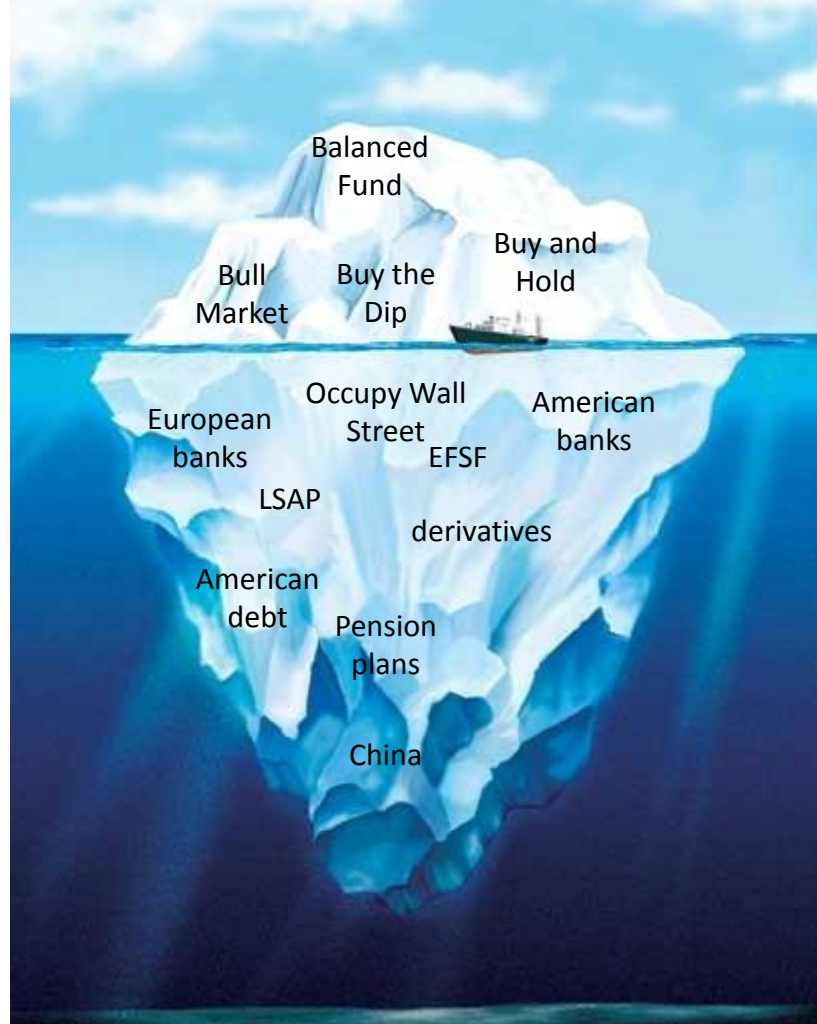 Balanced
Fund
Buy and
Hold
Bull
Market
Buy the
Dip
Occupy Wall
Street
American
banks
European
banks
EFSF
LSAP
derivatives
American
debt
Pension
plans
China